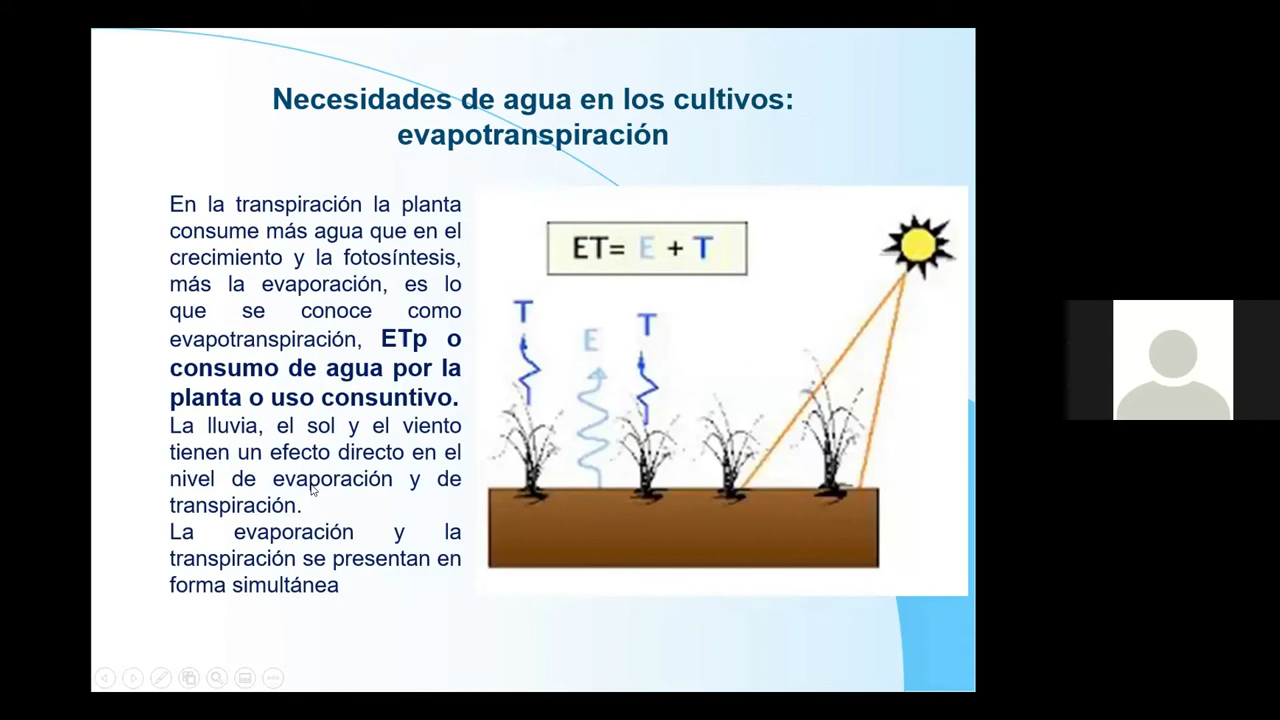 Necesidades de agua en los cultivos:
evapotranspiración
En la transpiración la planta
consume más agua que en el
crecimiento y la fotosíntesis,
más la evaporación, es lo
que se conoce como
evapotranspiración, ETp o
consumo de agua por la
planta o uso consuntivo.
La lluvia, el sol y el viento
tienen un efecto directo en el
nivel de evaporación y de
transpiración.
La evaporación y la
transpiración se presentan en
forma simultánea
ET= E + T
T
E
T